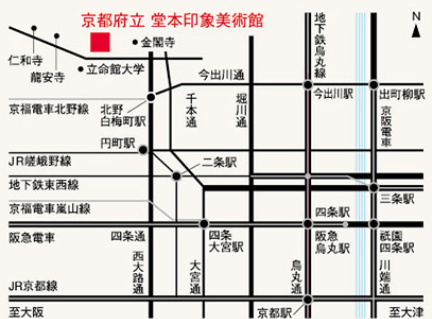 京都府立 堂本印象美術館
N
仁和寺
龍安寺
金閣寺
立命館大学
地下鉄烏丸線
今出川通
今出川駅
出町柳駅
京福電車北野線
北野
白梅町駅
千本通
堀川通
京阪電車
円町駅
JR嵯峨野線
二条駅
地下鉄東西線
三条駅
京福電車嵐山線
阪急電車
四条通
四条
大宮駅
四条駅
阪急
烏丸駅
祇園
四条駅
西大路通
大宮通
烏丸通
川端通
JR京都線
至大阪
京都駅
至大津